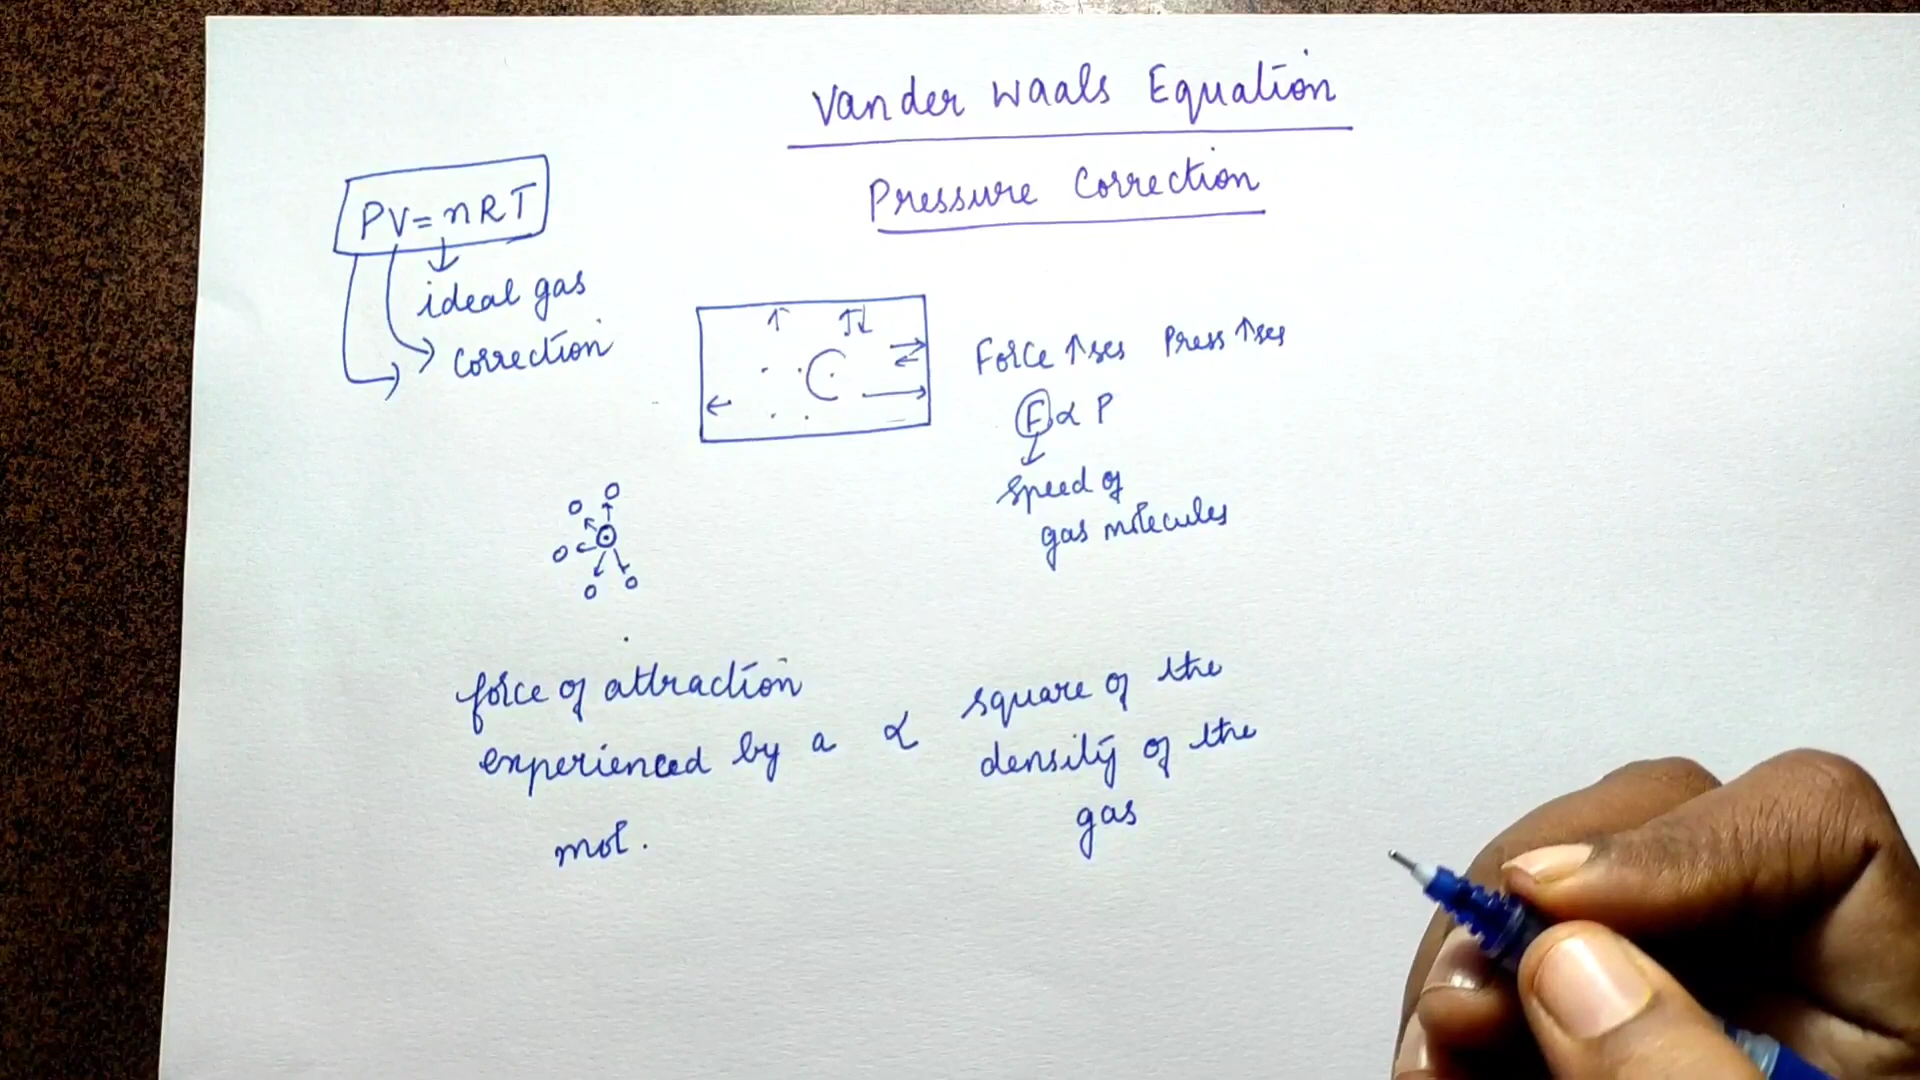 Van der Waals Equation
Pressure Correction
PV=nRT
ideal gas
Correction
Force ↑ses Press ↑ses
F α P
Speed of
gas molecules
force of attraction
experienced by a α
mol.
square of the
density of the
gas